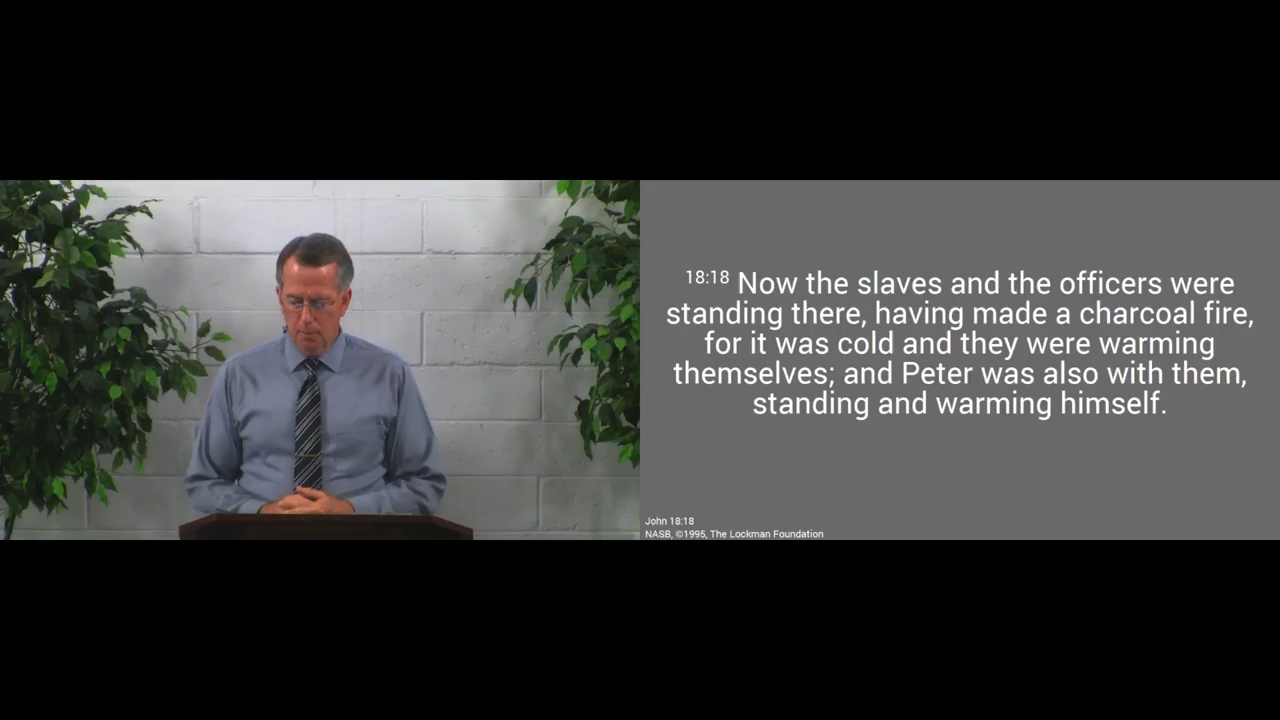 18:18 Now the slaves and the officers were
standing there, having made a charcoal fire,
for it was cold and they were warming
themselves; and Peter was also with them,
standing and warming himself.
John 18:18
NASB, ©1995, The Lockman Foundation